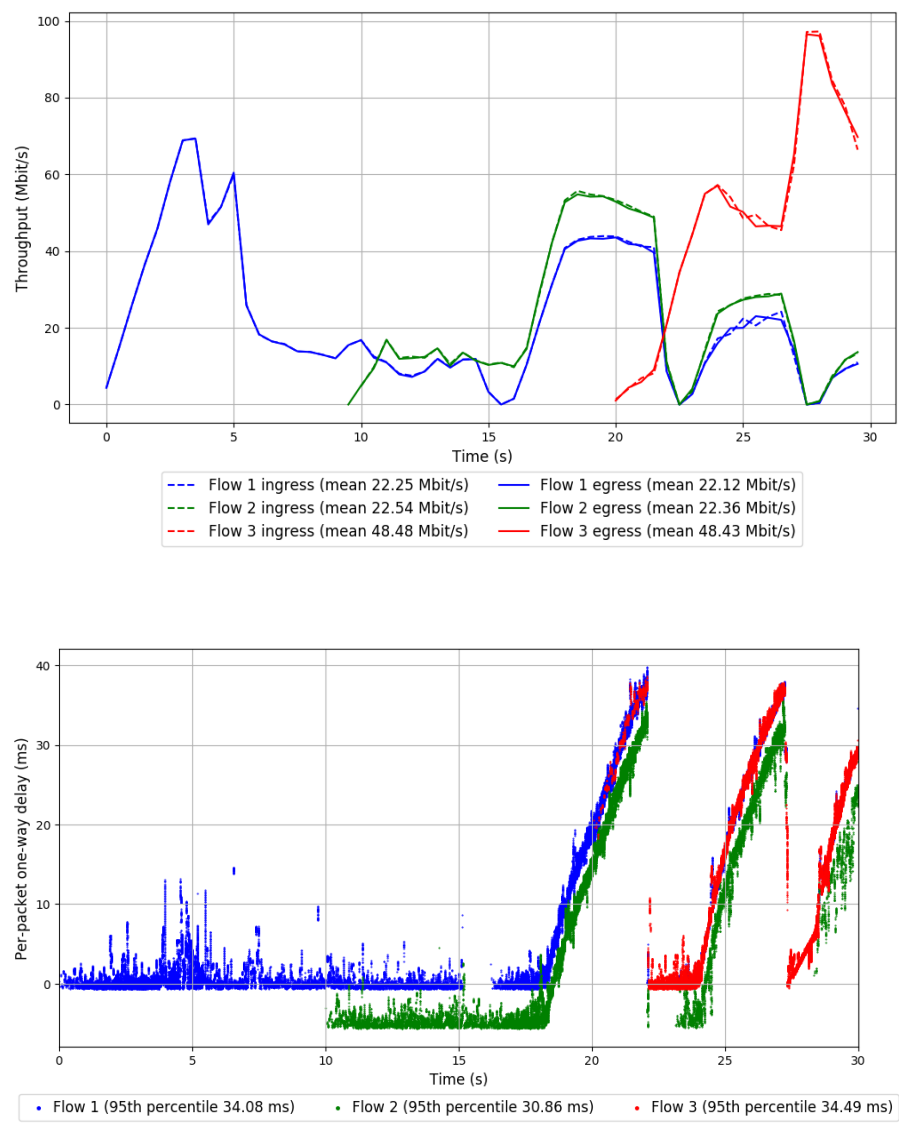 100
80
60
40
20
0
Throughput (Mbit/s)
0 5 10 15 20 25 30
Time (s)
Flow 1 ingress (mean 22.25 Mbit/s) Flow 1 egress (mean 22.12 Mbit/s)
Flow 2 ingress (mean 22.54 Mbit/s) Flow 2 egress (mean 22.36 Mbit/s)
Flow 3 ingress (mean 48.48 Mbit/s) Flow 3 egress (mean 48.43 Mbit/s)
40
30
20
10
0
Per-packet one-way delay (ms)
0 5 10 15 20 25 30
Time (s)
Flow 1 (95th percentile 34.08 ms) Flow 2 (95th percentile 30.86 ms) Flow 3 (95th percentile 34.49 ms)